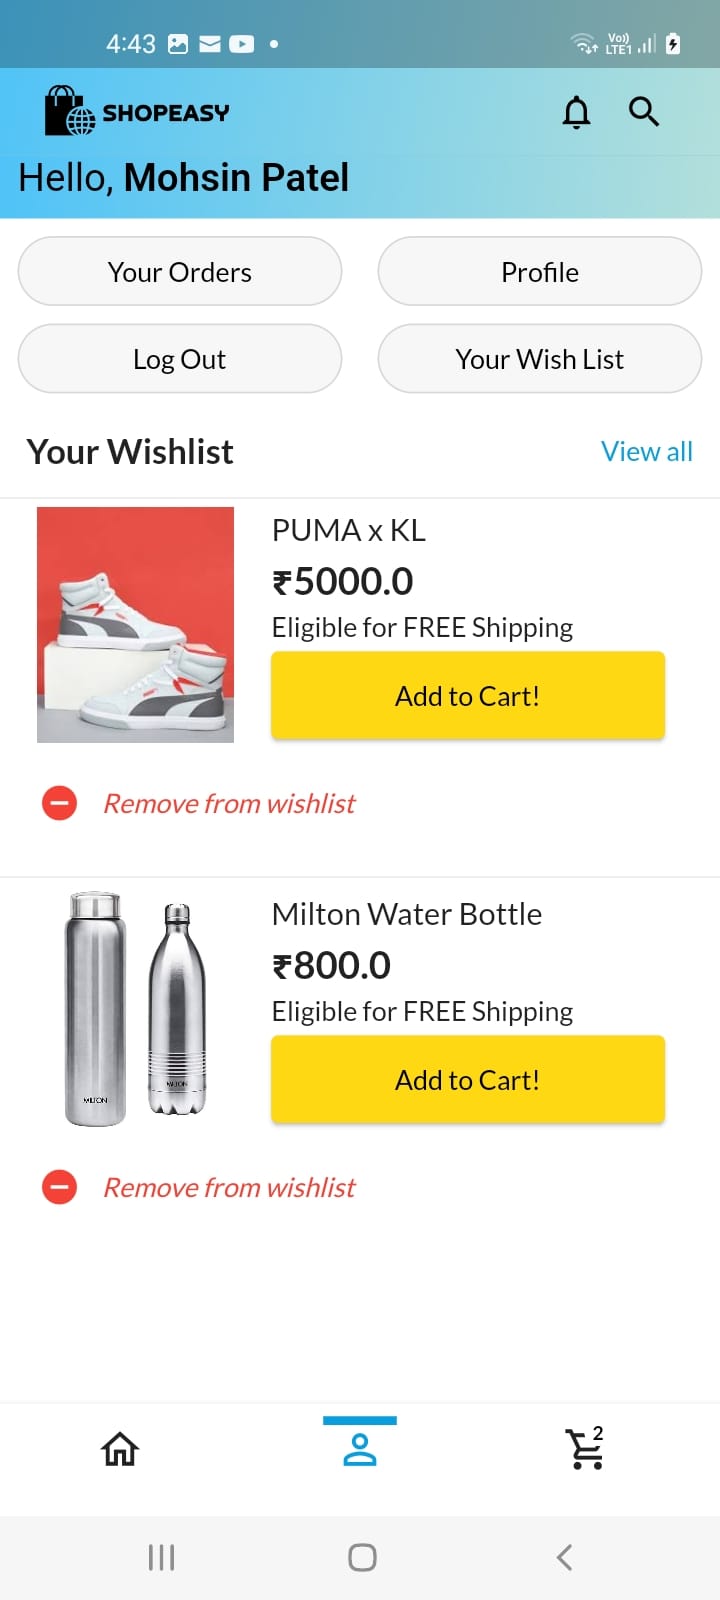 4:43
Vo))
LTE1
SHOPEASY
Hello, Mohsin Patel
Your Orders
Profile
Log Out
Your Wish List
Your Wishlist
View all
PUMA x KL
₹5000.0
Eligible for FREE Shipping
Add to Cart!
Remove from wishlist
Milton Water Bottle
₹800.0
Eligible for FREE Shipping
Add to Cart!
MILTON
MILTON
Remove from wishlist
2